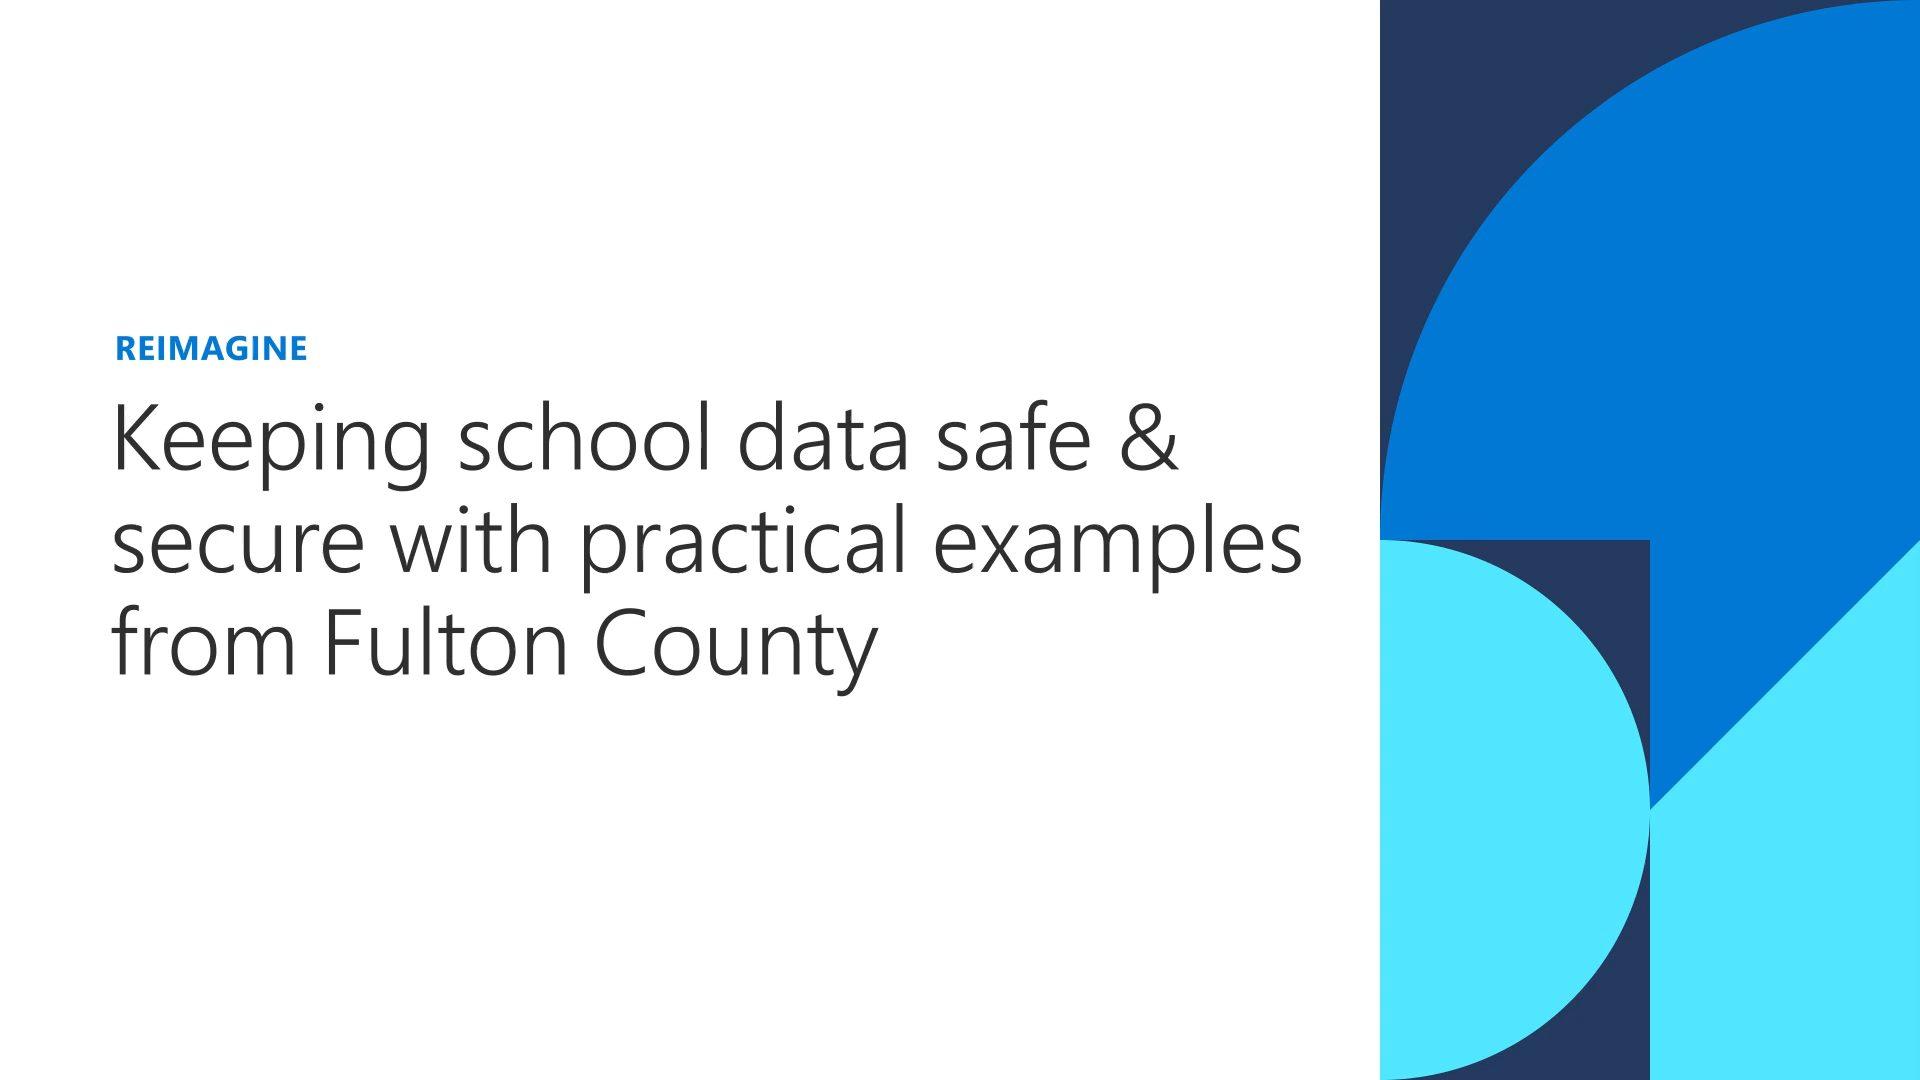 REIMAGINE
Keeping school data safe &
secure with practical examples
from Fulton County